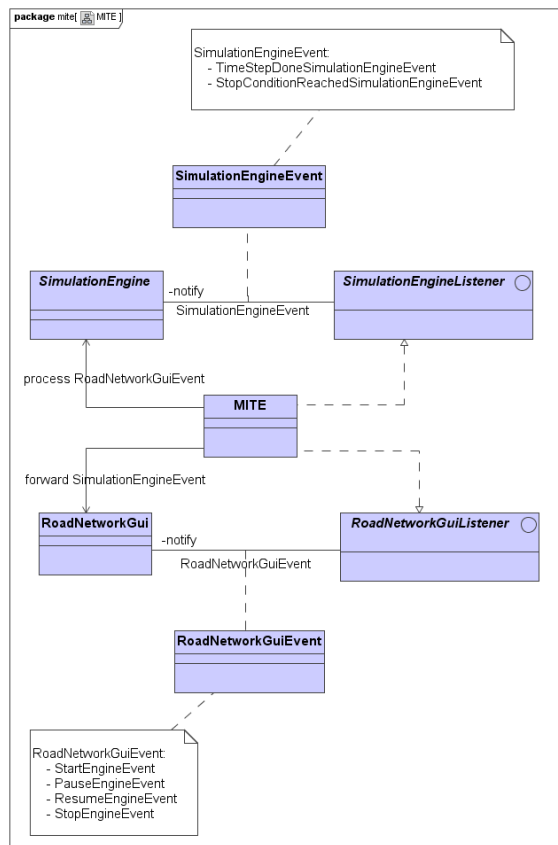 package mite[ MITE ]
SimulationEngineEvent:
- TimeStepDoneSimulationEngineEvent
- StopConditionReachedSimulationEngineEvent
SimulationEngineEvent
SimulationEngine
-notify
SimulationEngineEvent
SimulationEngineListener
process RoadNetworkGuiEvent
MITE
forward SimulationEngineEvent
RoadNetworkGui
-notify
RoadNetworkGuiEvent
RoadNetworkGuiListener
RoadNetworkGuiEvent
RoadNetworkGuiEvent:
- StartEngineEvent
- PauseEngineEvent
- ResumeEngineEvent
- StopEngineEvent